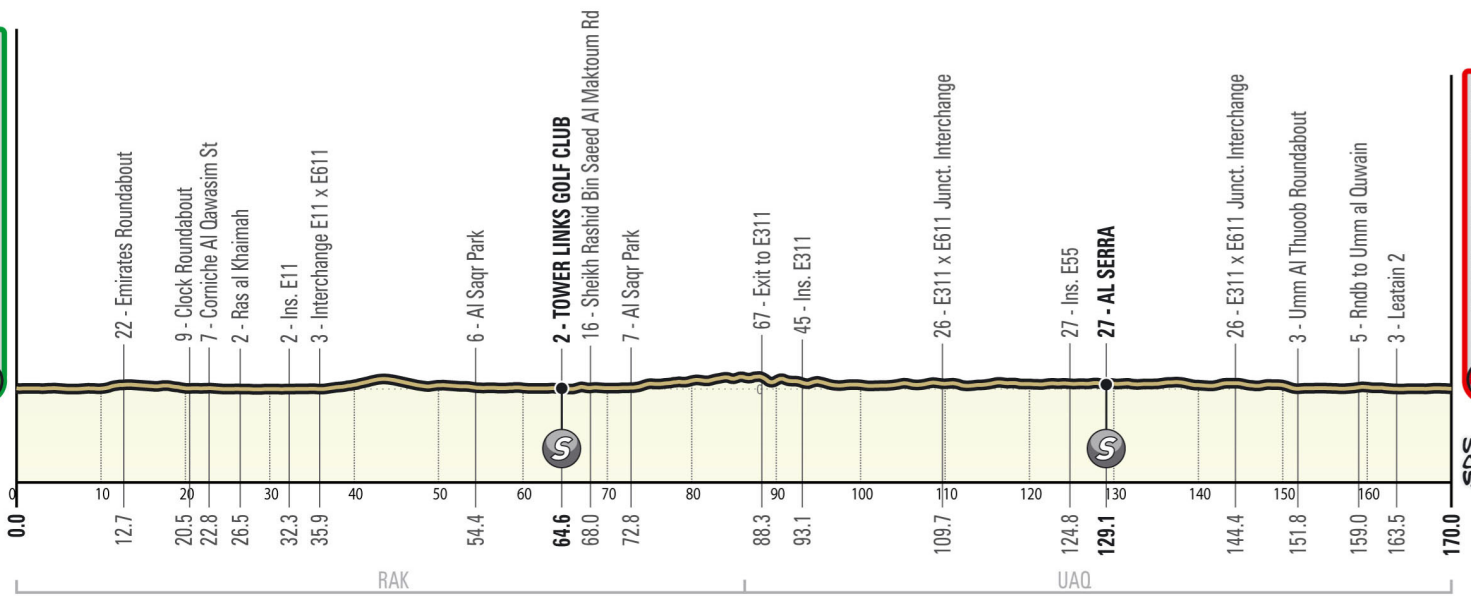 22 - Emirates Roundabout
9 - Clock Roundabout
7 - Corniche Al Qawasim St
2 - Ras al Khaimah
2 - Ins. E11
3 - Interchange E11 x E611
6 - Al Saqr Park
2 - TOWER LINKS GOLF CLUB
16 - Sheikh Rashid Bin Saeed Al Maktoum Rd
7 - Al Saqr Park
67 - Exit to E311
45 - Ins. E311
26 - E311 x E611 Junct. Interchange
27 - Ins. E55
27 - AL SERRA
26 - E311 x E611 Junct. Interchange
3 - Umm Al Thuoob Roundabout
5 - Rndb to Umm al Quwain
3 - Leatain 2
0
S
S
SDS
0 10 20 30 40 50 60 70 80 90 100 110 120 130 140 150 160
0.0 12.7 20.5 22.8 26.5 32.3 35.9 54.4 64.6 68.0 72.8 88.3 93.1 109.7 124.8 129.1 144.4 151.8 159.0 163.5 170.0
RAK UAQ